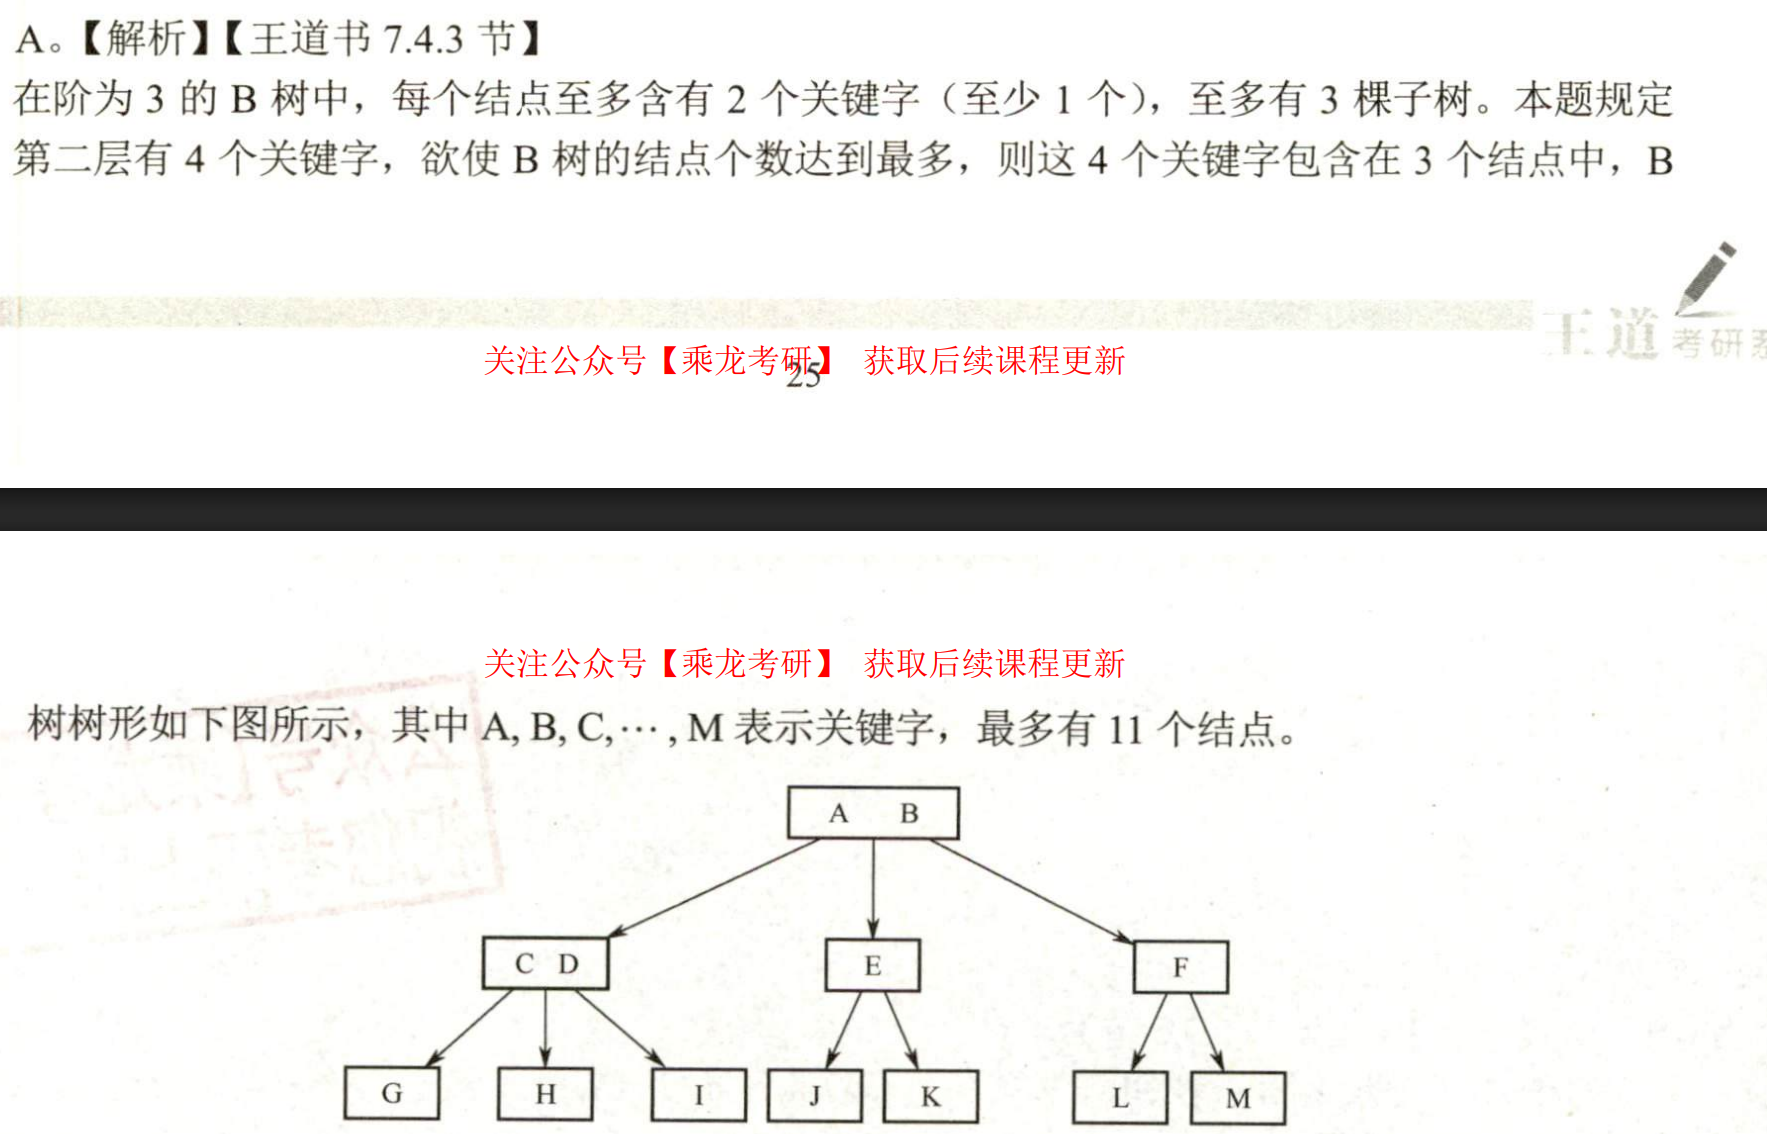 A。【解析】【王道书 7.4.3 节】
在阶为 3 的 B 树中，每个结点至多含有 2 个关键字（至少 1 个），至多有 3 棵子树。本题规定
第二层有 4 个关键字，欲使 B 树的结点个数达到最多，则这 4 个关键字包含在 3 个结点中，B
王道 考研系
关注公众号【乘龙考研】 获取后续课程更新
25
关注公众号【乘龙考研】 获取后续课程更新
树树形如下图所示，其中 A, B, C,⋯, M 表示关键字，最多有 11 个结点。
A B
C D E F
G H I J K L M